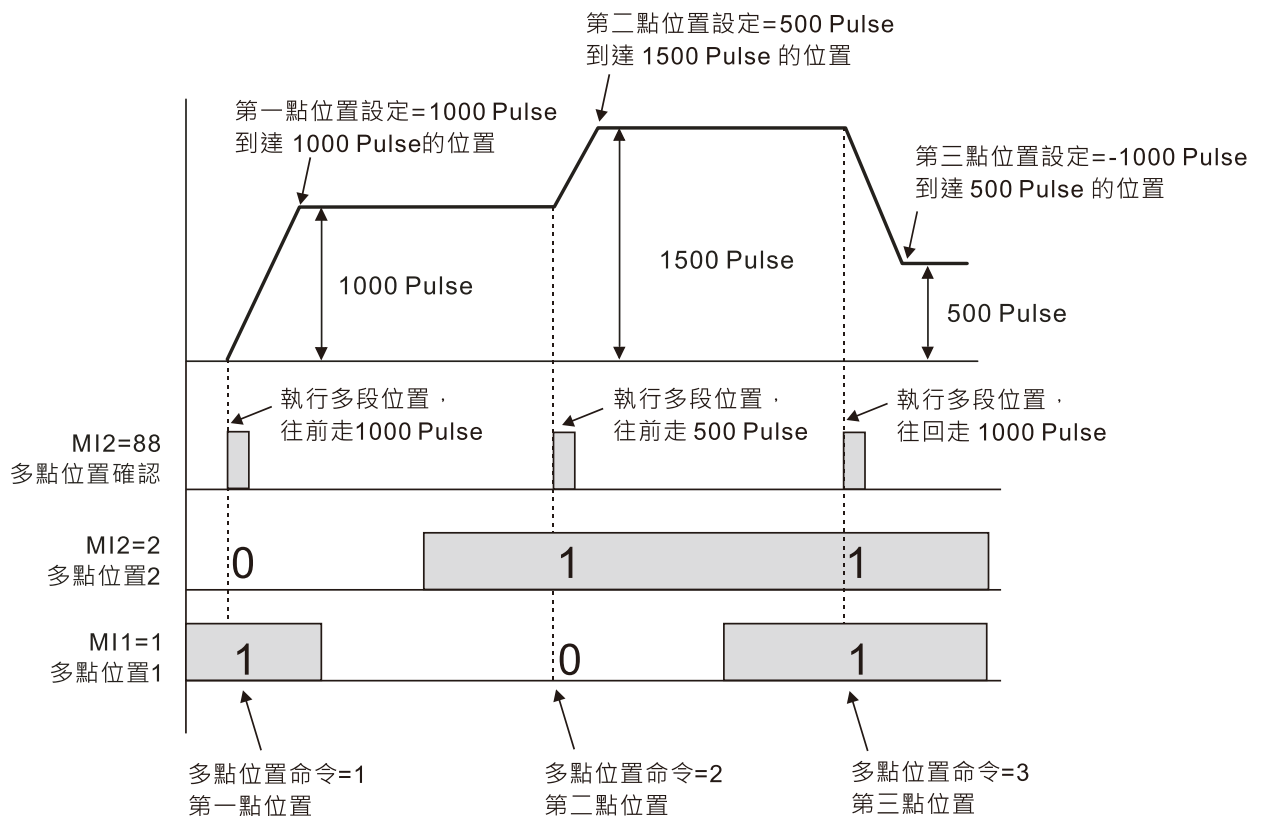 第二點位置設定=500 Pulse
到達 1500 Pulse 的位置
第一點位置設定=1000 Pulse
到達 1000 Pulse的位置
第三點位置設定=-1000 Pulse
到達 500 Pulse 的位置
1000 Pulse
1500 Pulse
500 Pulse
執行多段位置，
往前走1000 Pulse
執行多段位置，
往前走 500 Pulse
執行多段位置，
往回走 1000 Pulse
MI2=88
多點位置確認
MI2=2
多點位置2
0
1
1
MI1=1
多點位置1
1
0
1
多點位置命令=1
第一點位置
多點位置命令=2
第二點位置
多點位置命令=3
第三點位置